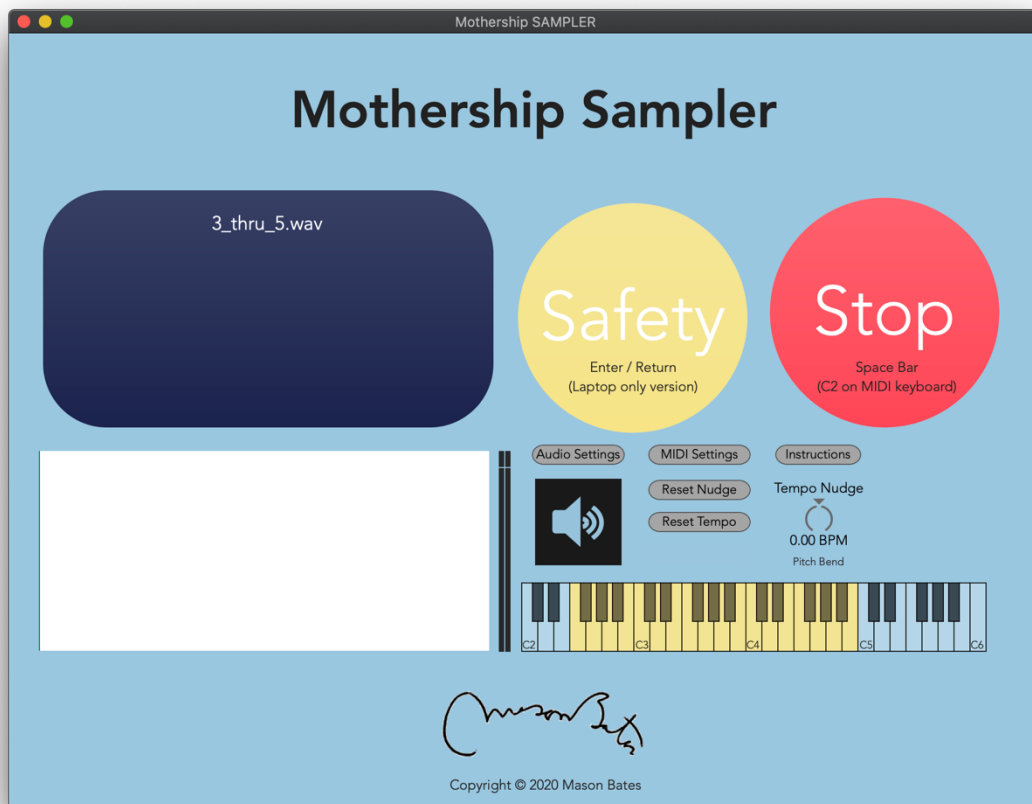 Mothership SAMPLER
Mothership Sampler
3_thru_5.wav
Safety
Enter / Return
(Laptop only version)
Stop
Space Bar
(C2 on MIDI keyboard)
Audio Settings
MIDI Settings
Instructions
Reset Nudge
Reset Tempo
Tempo Nudge
0.00 BPM
Pitch Bend
C2
C3
C4
C5
C6
Mason Bates
Copyright © 2020 Mason Bates